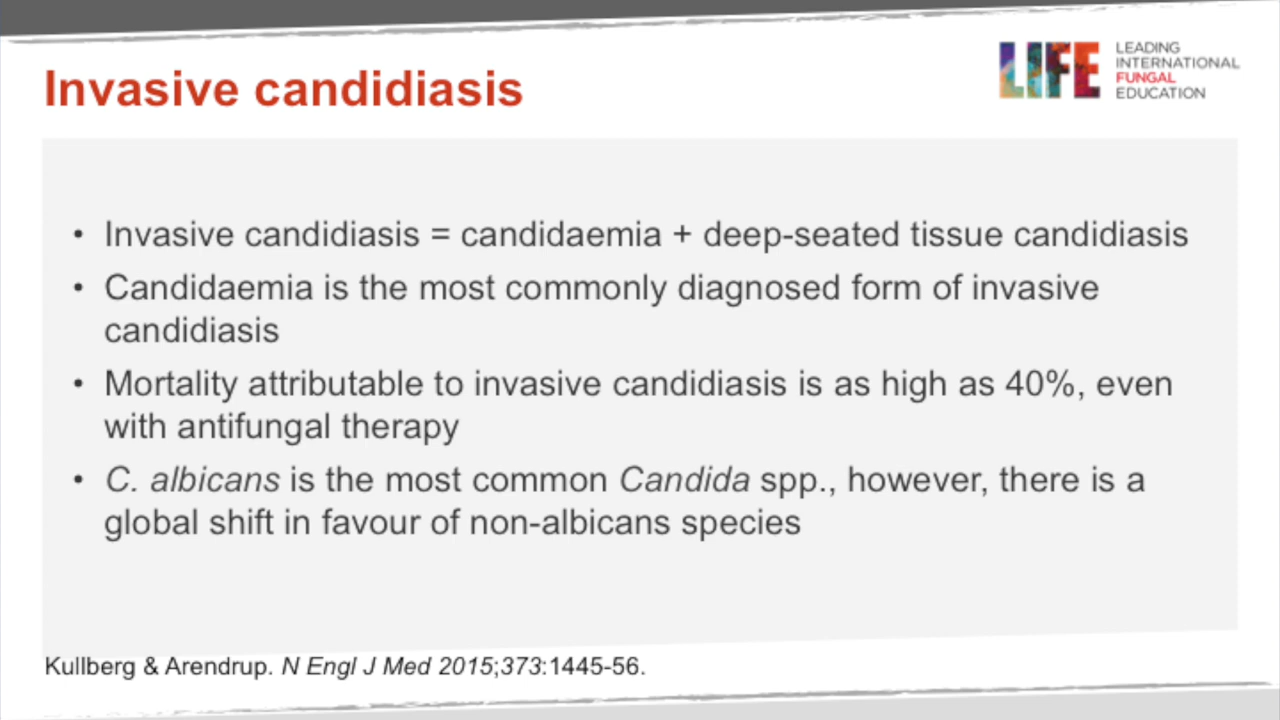 Invasive candidiasis
LIFE
LEADING
INTERNATIONAL
FUNGAL
EDUCATION
• Invasive candidiasis = candidaemia + deep-seated tissue candidiasis
• Candidaemia is the most commonly diagnosed form of invasive
candidiasis
• Mortality attributable to invasive candidiasis is as high as 40%, even
with antifungal therapy
• C. albicans is the most common Candida spp., however, there is a
global shift in favour of non-albicans species
Kullberg & Arendrup. N Engl J Med 2015;373:1445-56.